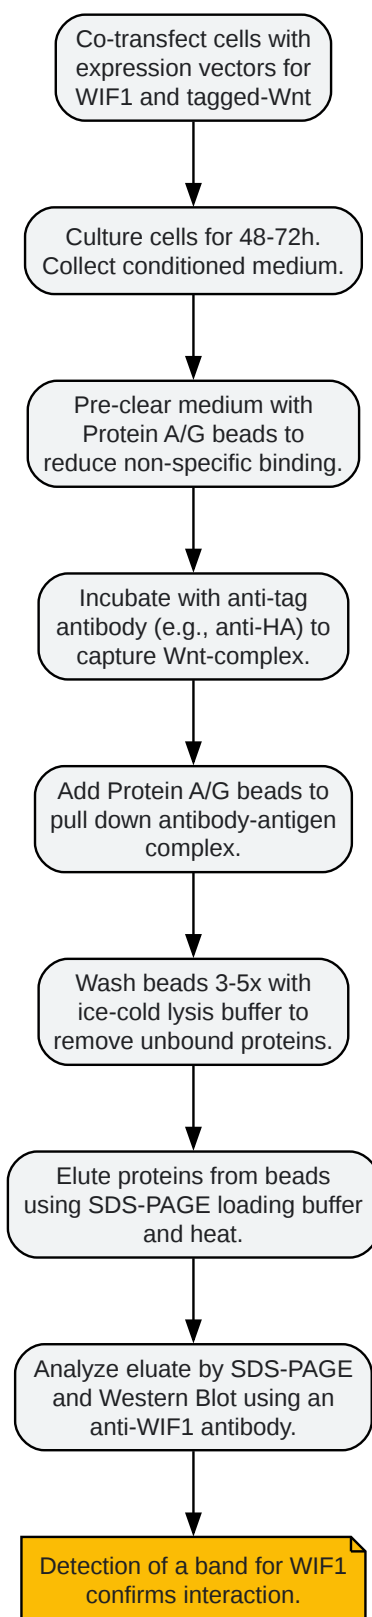 Co-transfect cells with
expression vectors for
WIF1 and tagged-Wnt
Culture cells for 48-72h.
Collect conditioned medium.
Pre-clear medium with
Protein A/G beads to
reduce non-specific binding.
Incubate with anti-tag
antibody (e.g., anti-HA) to
capture Wnt-complex.
Add Protein A/G beads to
pull down antibody-antigen
complex.
Wash beads 3-5x with
ice-cold lysis buffer to
remove unbound proteins.
Elute proteins from beads
using SDS-PAGE loading buffer
and heat.
Analyze eluate by SDS-PAGE
and Western Blot using an
anti-WIF1 antibody.
Detection of a band for WIF1
confirms interaction.